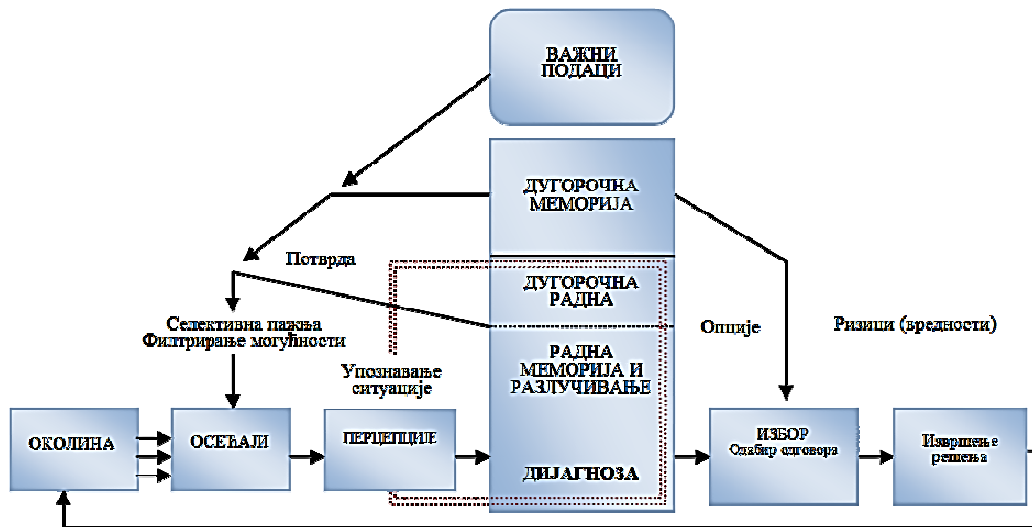 ВАЖНИ
ПОДАЦИ
ДУГОРОЧНА
МЕМОРИЈА
Потврда
ДУГОРОЧНА
РАДНА
Селективна пажња
Филтрирање могућности
Опције
Ризици (вредности)
Упознавање
ситуације
РАДНА
МЕМОРИЈА И
РАЗЛУЧИВАЊЕ
ОКОЛИНА
ОСЕЋАЈИ
ПЕРЦЕПЦИЈЕ
ДИЈАГНОЗА
ИЗБОР
Одабир одговора
Извршење
решења